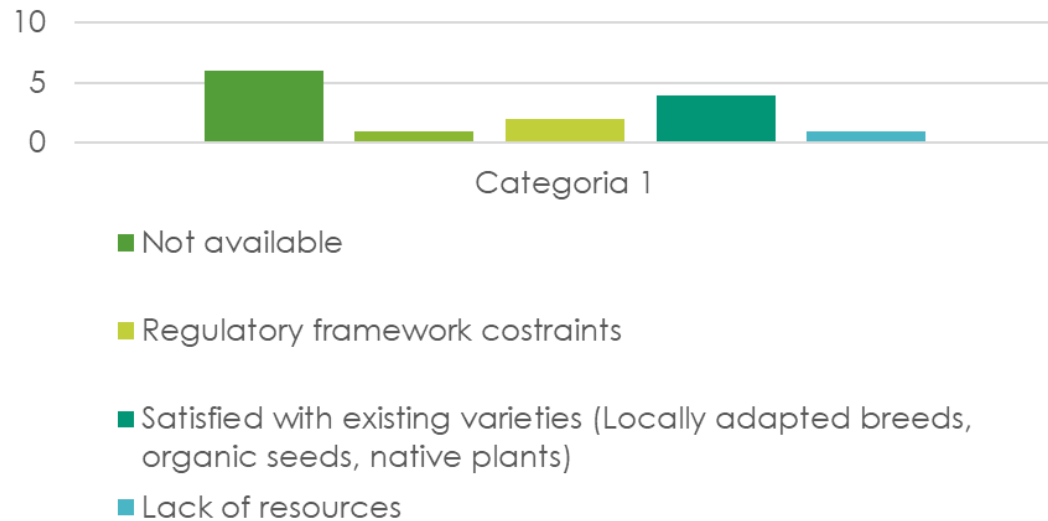 10
5
0
Categoria 1
Not available
Regulatory framework costraints
Satisfied with existing varieties (Locally adapted breeds,
organic seeds, native plants)
Lack of resources